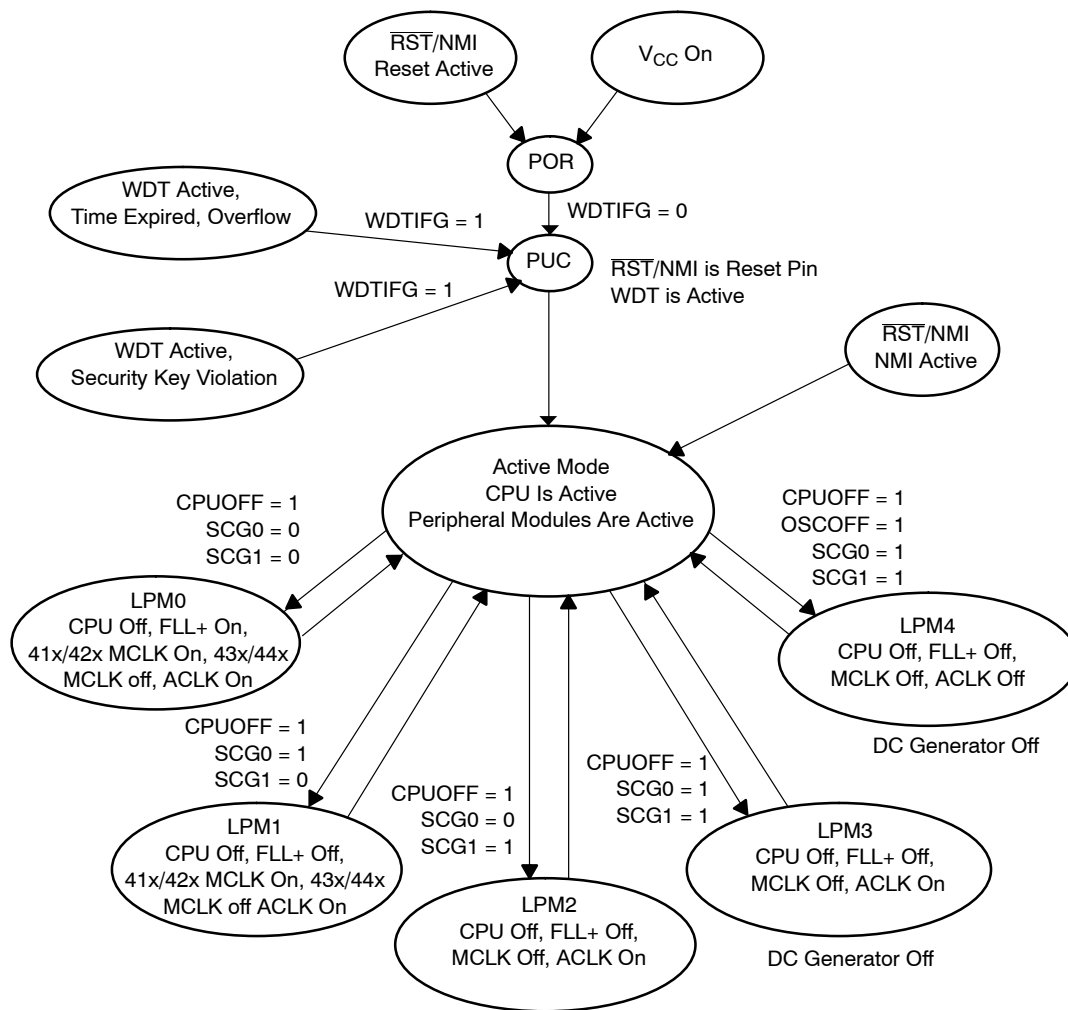 R̅S̅T̅/NMI
Reset Active
VCC On
POR
WDTIFG = 0
WDT Active,
Time Expired, Overflow
WDTIFG = 1
PUC
R̅S̅T̅/NMI is Reset Pin
WDT is Active
WDTIFG = 1
WDT Active,
Security Key Violation
R̅S̅T̅/NMI
NMI Active
Active Mode
CPU Is Active
Peripheral Modules Are Active
CPUOFF = 1
SCG0 = 0
SCG1 = 0
CPUOFF = 1
OSCOFF = 1
SCG0 = 1
SCG1 = 1
LPM0
CPU Off, FLL+ On,
41x/42x MCLK On, 43x/44x
MCLK off, ACLK On
LPM4
CPU Off, FLL+ Off,
MCLK Off, ACLK Off
DC Generator Off
CPUOFF = 1
SCG0 = 1
SCG1 = 0
CPUOFF = 1
SCG0 = 0
SCG1 = 1
CPUOFF = 1
SCG0 = 1
SCG1 = 1
LPM1
CPU Off, FLL+ Off,
41x/42x MCLK On, 43x/44x
MCLK off ACLK On
LPM2
CPU Off, FLL+ Off,
MCLK Off, ACLK On
LPM3
CPU Off, FLL+ Off,
MCLK Off, ACLK On
DC Generator Off